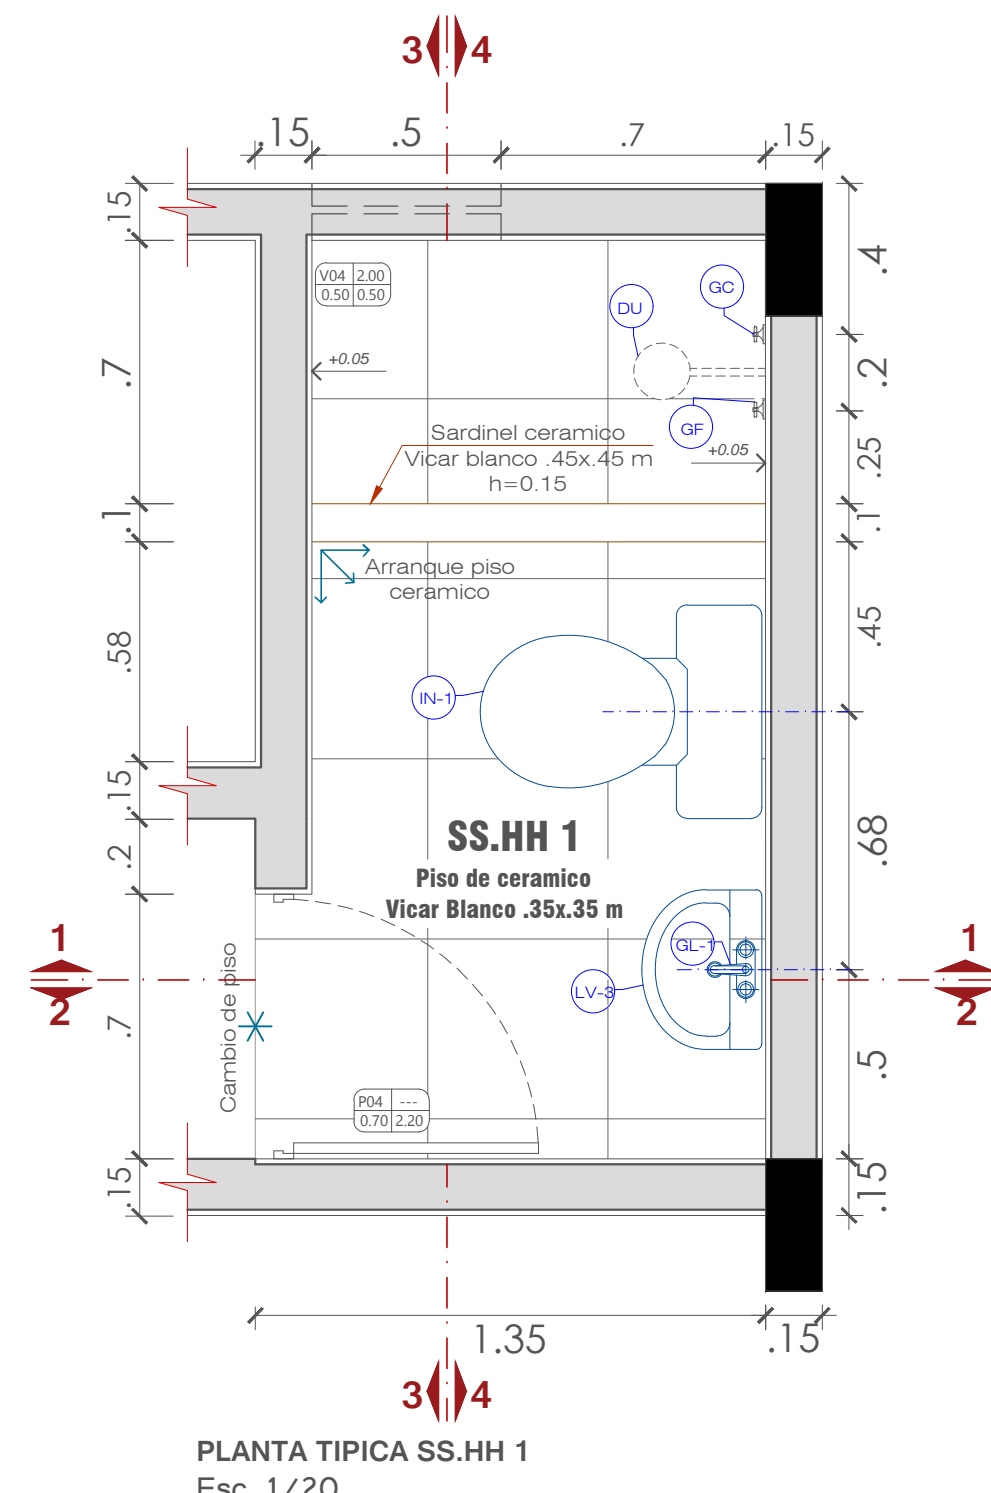 3 4
.15 .5 .7 .15
.15
.4
V04 2.00
0.50 0.50
GC
DU
+0.05
.7
.2
GF
Sardinel ceramico
Vicar blanco .45x.45 m
h=0.15
+0.05
.25
.1
.1
Arranque piso
ceramico
.58
.45
IN-1
.15
SS.HH 1
.68
.2
Piso de ceramico
Vicar Blanco .35x.35 m
1
2
GL-1
1
2
LV-3
Cambio de piso
.7
.5
P04 ---
0.70 2.20
.15
.15
1.35 .15
3 4
PLANTA TIPICA SS.HH 1
Esc. 1/20